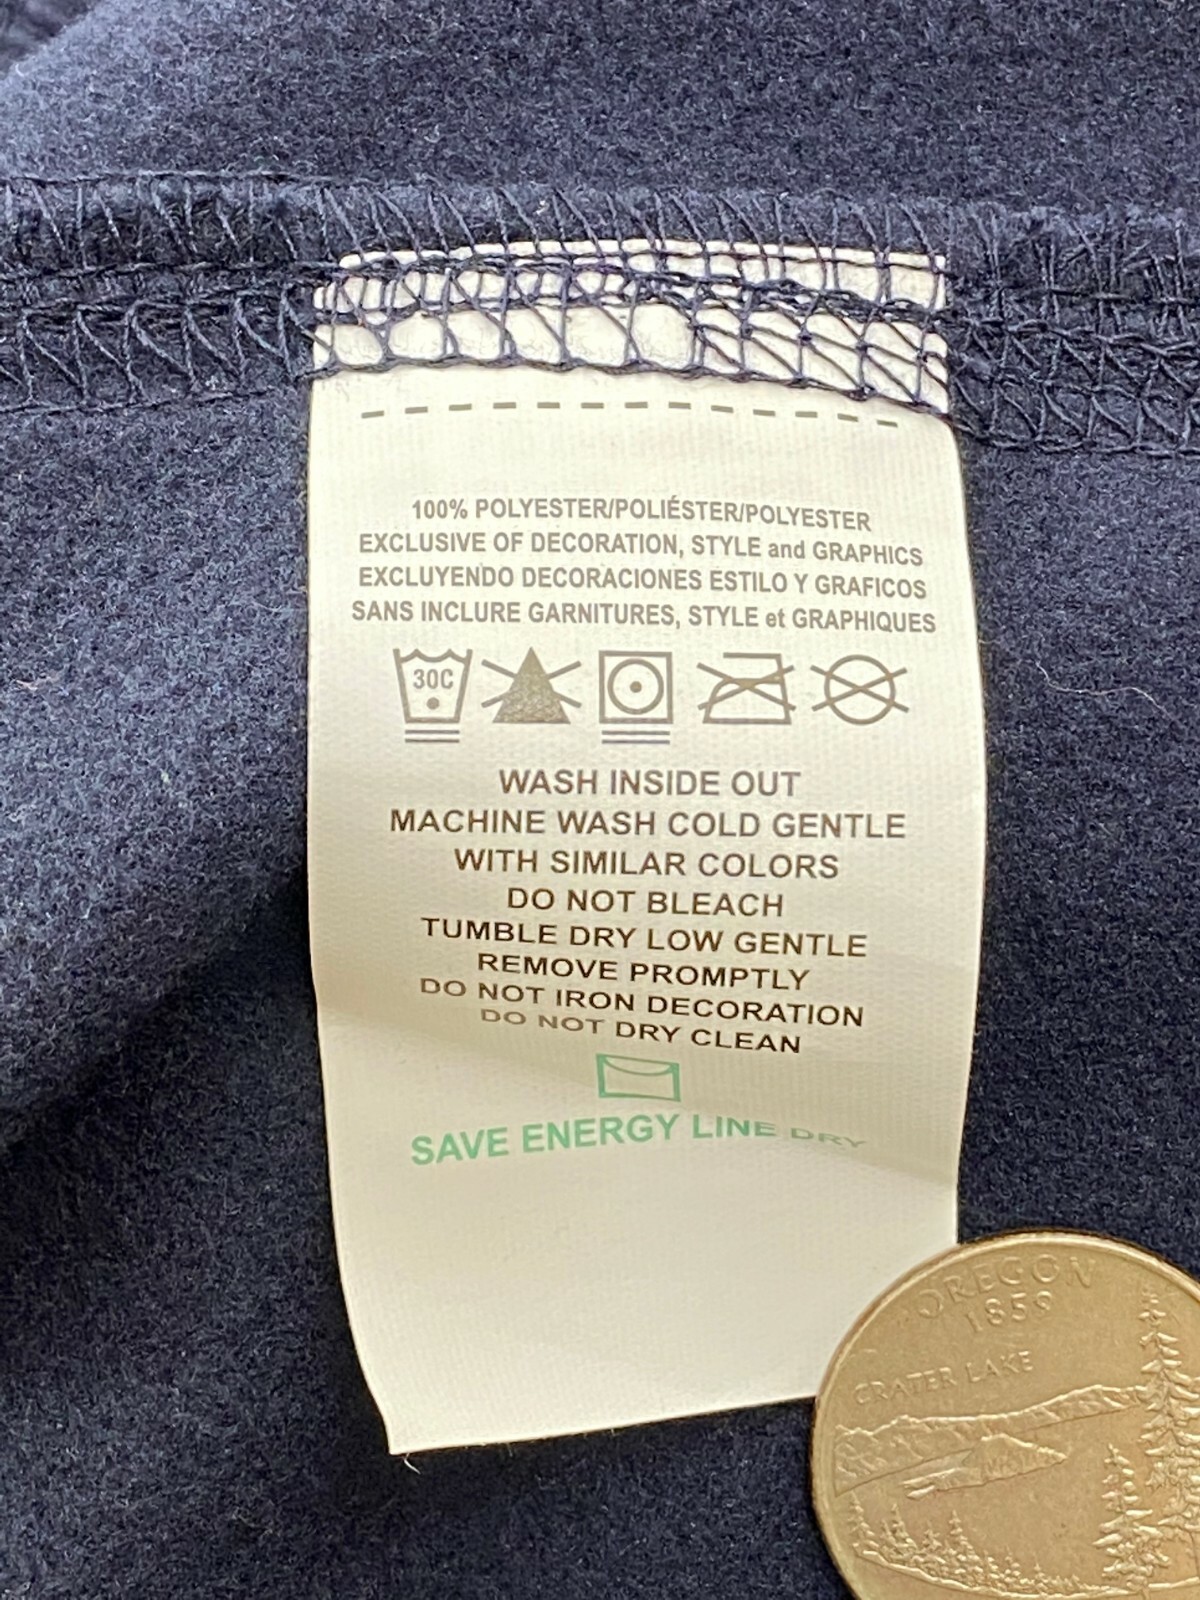 100% POLYESTER/POLIÉSTER/POLYESTER
EXCLUSIVE OF DECORATION, STYLE and GRAPHICS
EXCLUYENDO DECORACIONES ESTILO Y GRAFICOS
SANS INCLURE GARNITURES, STYLE et GRAPHIQUES
30C
WASH INSIDE OUT
MACHINE WASH COLD GENTLE
WITH SIMILAR COLORS
DO NOT BLEACH
TUMBLE DRY LOW GENTLE
REMOVE PROMPTLY
DO NOT IRON DECORATION
DO NOT DRY CLEAN
SAVE ENERGY LINE DRY
OREGON
1859
CRATER LAKE